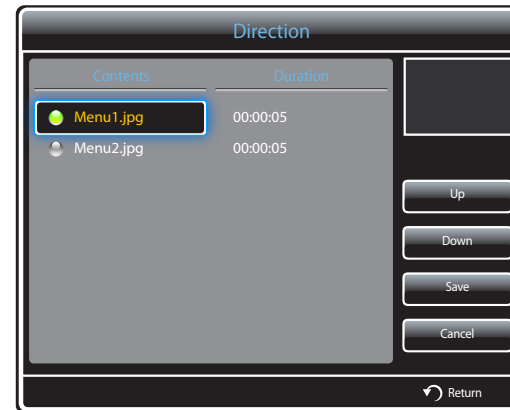 Direction
Contents Duration
Menu1.jpg 00:00:05
Menu2.jpg 00:00:05
Up
Down
Save
Cancel
Return